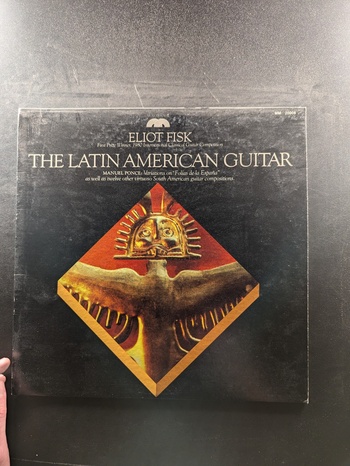 ELIOT FISK
First Prize Winner, 1980 International Classical Guitar Competition
THE LATIN AMERICAN GUITAR
MANUEL PONCE: Variations on "Folias de la España"
as well as twelve other virtuoso South American guitar compositions.